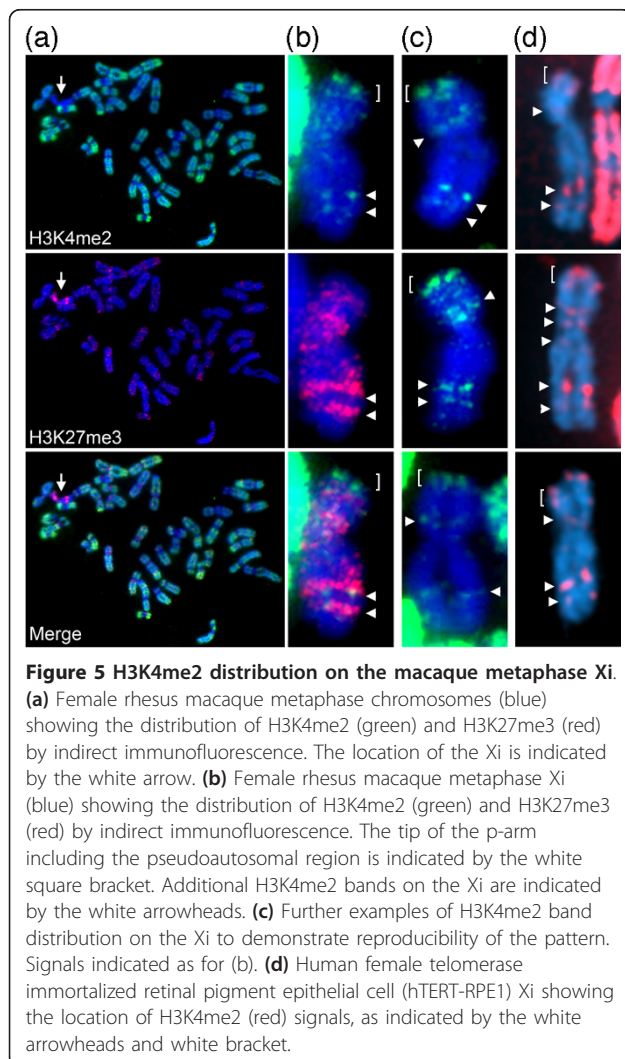 (a) (b) (c) (d)
H3K4me2
H3K27me3
Merge
Figure 5 H3K4me2 distribution on the macaque metaphase Xi.
(a) Female rhesus macaque metaphase chromosomes (blue)
showing the distribution of H3K4me2 (green) and H3K27me3 (red)
by indirect immunofluorescence. The location of the Xi is indicated
by the white arrow. (b) Female rhesus macaque metaphase Xi
(blue) showing the distribution of H3K4me2 (green) and H3K27me3
(red) by indirect immunofluorescence. The tip of the p-arm
including the pseudoautosomal region is indicated by the white
square bracket. Additional H3K4me2 bands on the Xi are indicated
by the white arrowheads. (c) Further examples of H3K4me2 band
distribution on the Xi to demonstrate reproducibility of the pattern.
Signals indicated as for (b). (d) Human female telomerase
immortalized retinal pigment epithelial cell (hTERT-RPE1) Xi showing
the location of H3K4me2 (red) signals, as indicated by the white
arrowheads and white bracket.